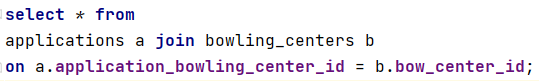 select * from
applications a join bowling_centers b
on a.application_bowling_center_id = b.bow_center_id;